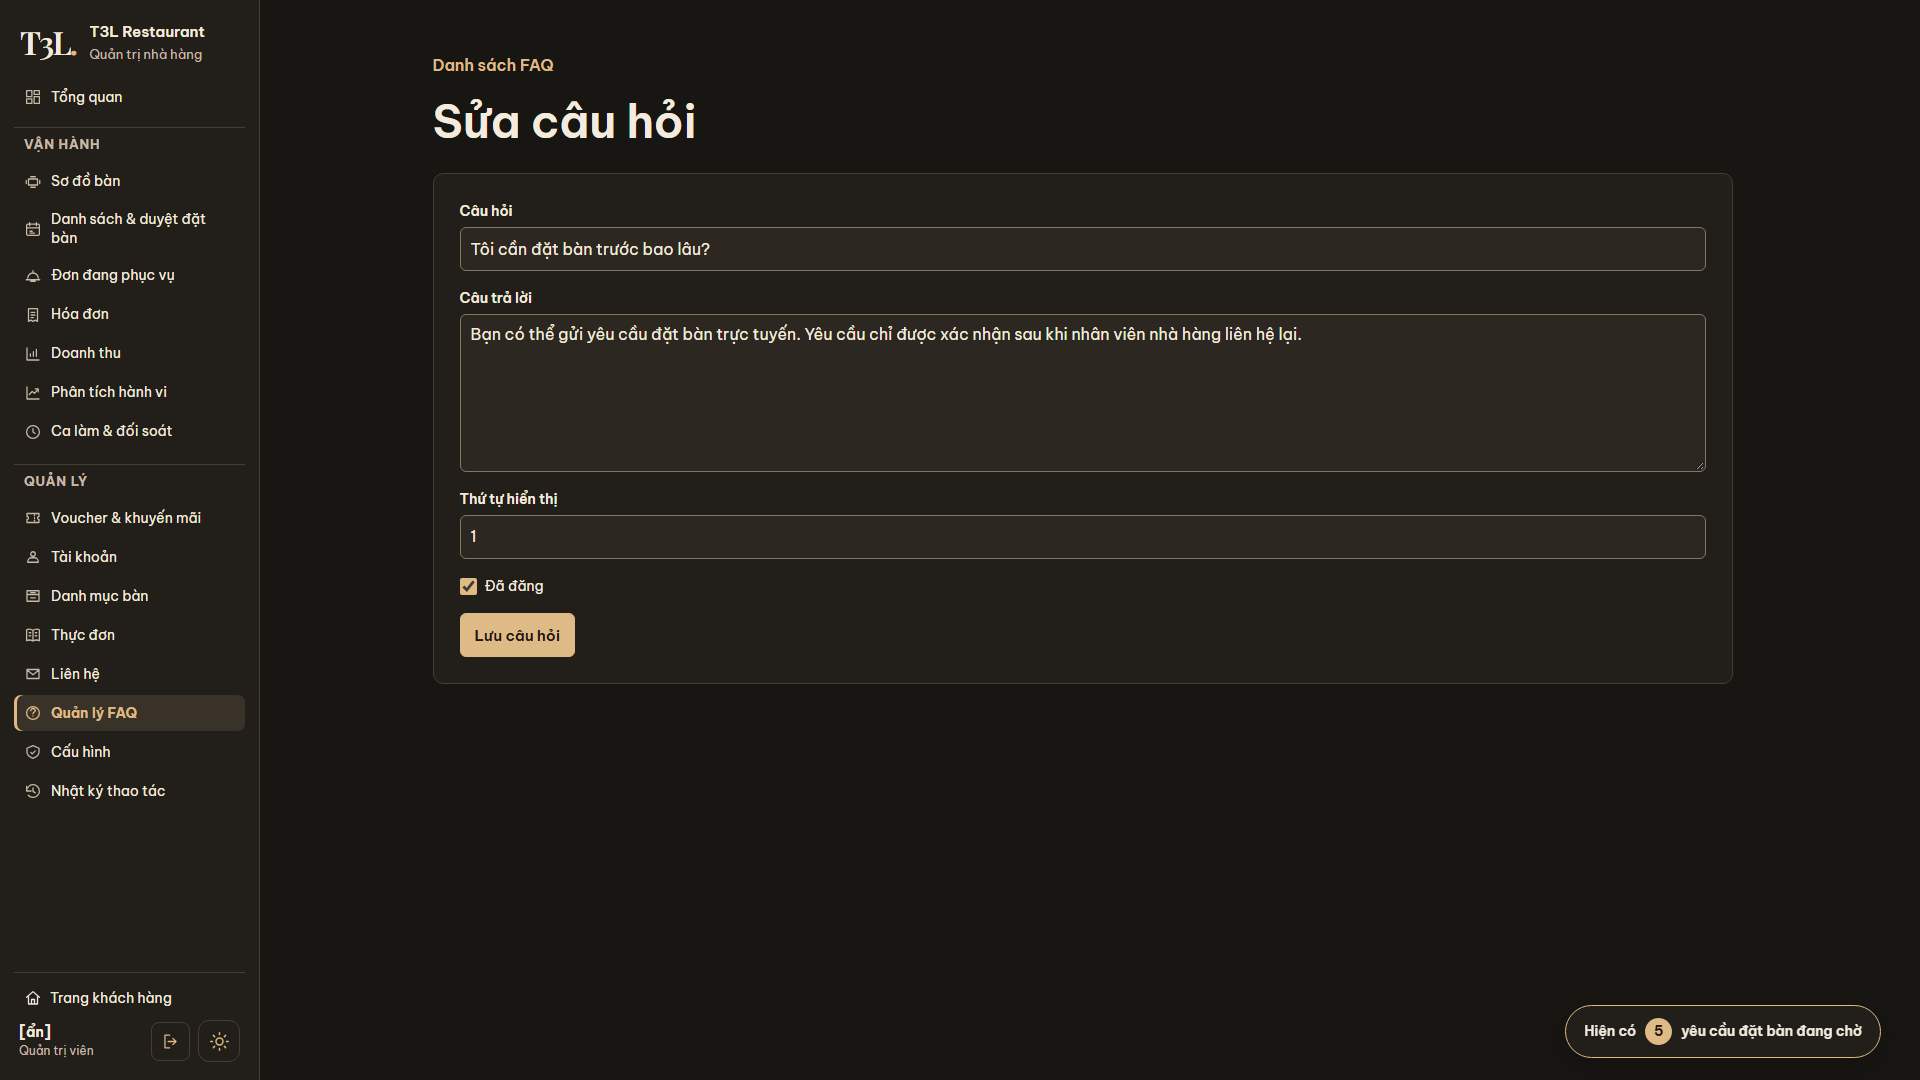 T3L.
T3L Restaurant
Quản trị nhà hàng
Tổng quan
VẬN HÀNH
Sơ đồ bàn
Danh sách & duyệt đặt
bàn
Đơn đang phục vụ
Hóa đơn
Doanh thu
Phân tích hành vi
Ca làm & đối soát
QUẢN LÝ
Voucher & khuyến mãi
Tài khoản
Danh mục bàn
Thực đơn
Liên hệ
Quản lý FAQ
Cấu hình
Nhật ký thao tác
Trang khách hàng
[ẩn]
Quản trị viên
Danh sách FAQ
Sửa câu hỏi
Câu hỏi
Tôi cần đặt bàn trước bao lâu?
Câu trả lời
Bạn có thể gửi yêu cầu đặt bàn trực tuyến. Yêu cầu chỉ được xác nhận sau khi nhân viên nhà hàng liên hệ lại.
Thứ tự hiển thị
1
Đã đăng
Lưu câu hỏi
Hiện có 5 yêu cầu đặt bàn đang chờ